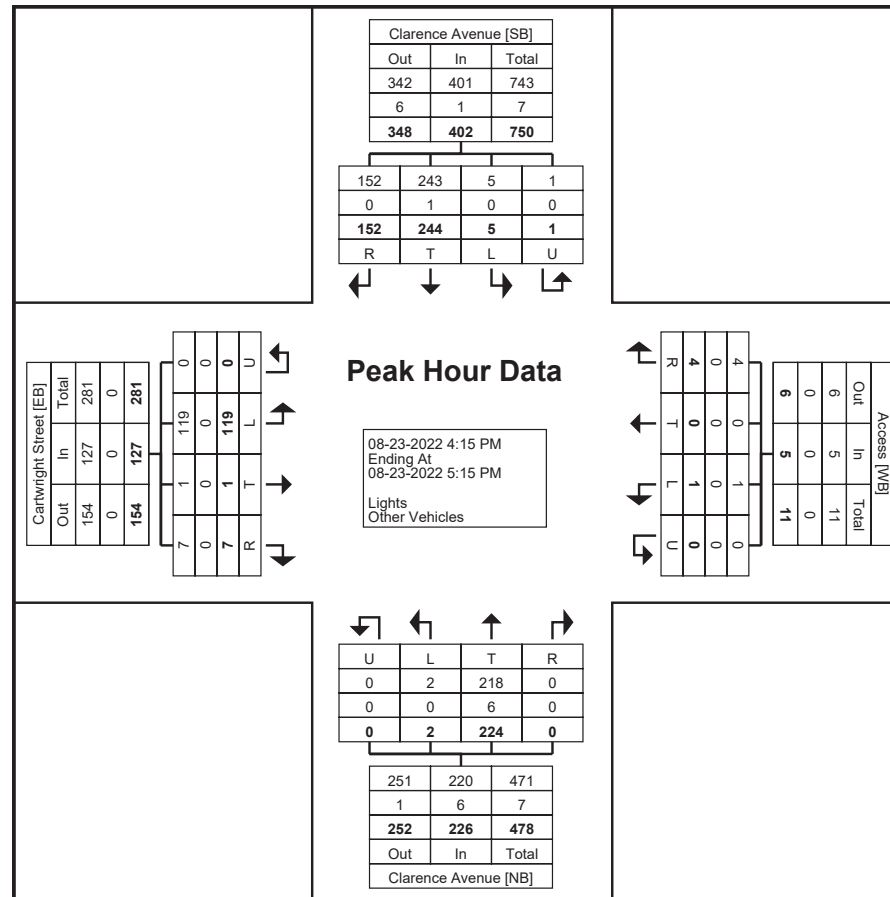 Clarence Avenue [SB]
Out In Total
342 401 743
6 1 7
348 402 750
152 243 5 1
0 1 0 0
152 244 5 1
R T L U
Cartwright Street [EB]
Total In Out
281 127 154
0 0 0
281 127 154
0 119 1 7
0 0 0 0
0 119 1 7
U L T R
Peak Hour Data
08-23-2022 4:15 PM
Ending At
08-23-2022 5:15 PM
Lights
Other Vehicles
R T L U
4 0 1 0
0 0 0 0
4 0 1 0
6 5 11
0 0 0
6 5 11
Out In Total
Access [WB]
U L T R
0 2 218 0
0 0 6 0
0 2 224 0
251 220 471
1 6 7
252 226 478
Out In Total
Clarence Avenue [NB]